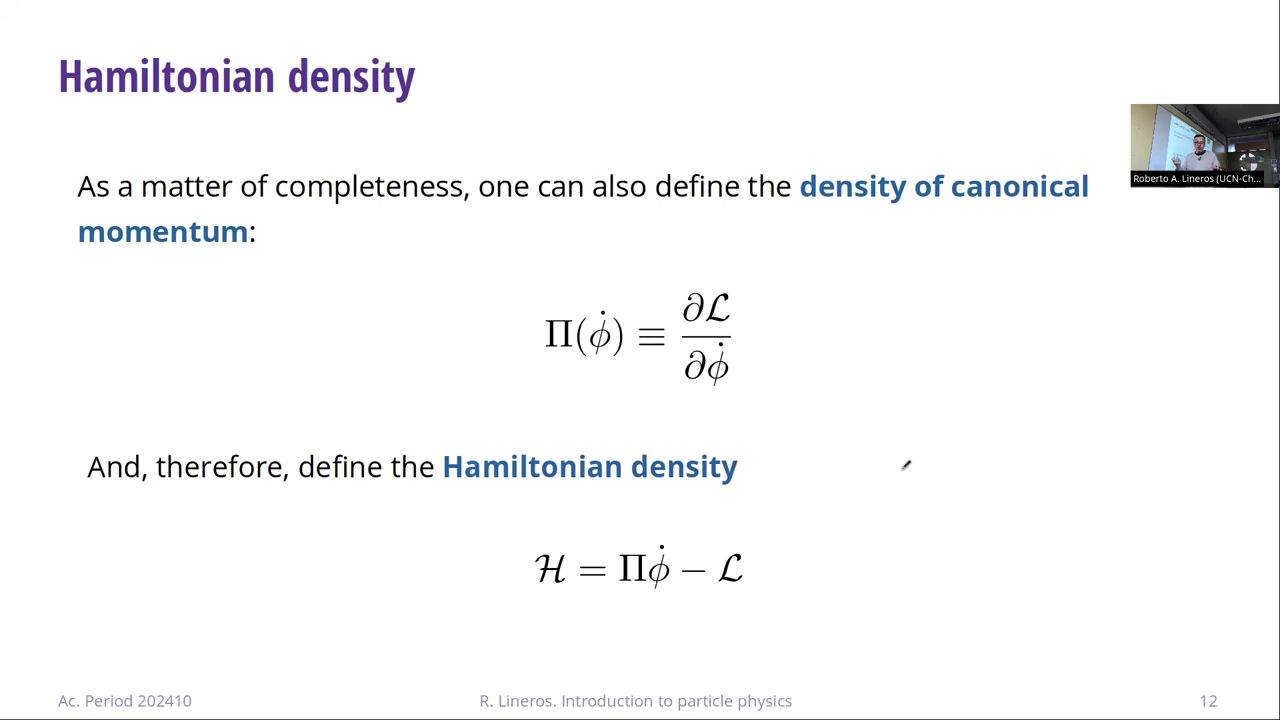 Hamiltonian density
Roberto A. Lineros (UCN-Ch...
As a matter of completeness, one can also define the density of canonical
momentum:
Π(ϕ̇) ≡ ∂ℒ/∂ϕ̇
And, therefore, define the Hamiltonian density
ℋ = Πϕ̇ − ℒ
Ac. Period 202410
R. Lineros. Introduction to particle physics
12